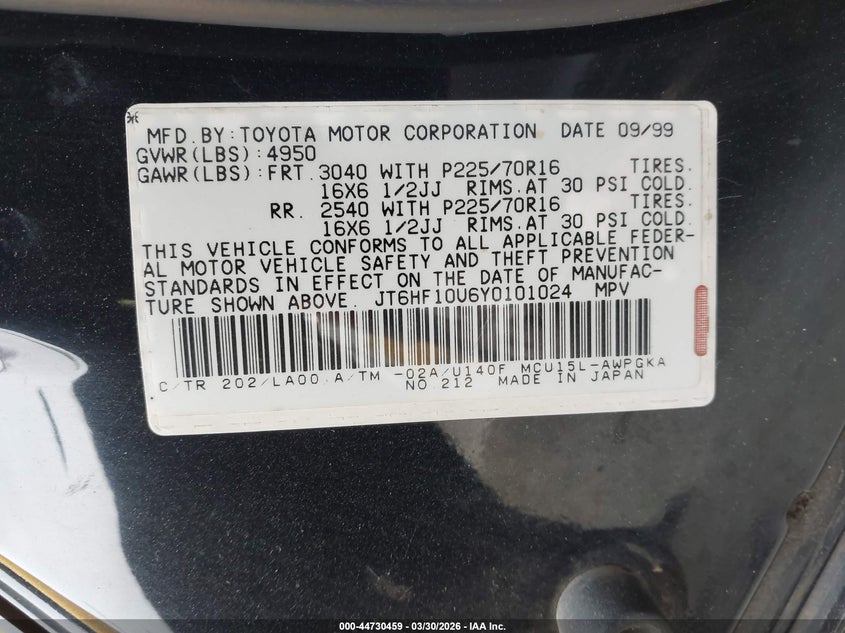 MFD.BY:TOYOTA MOTOR CORPORATION DATE 09/99
GVWR(LBS):4950
GAWR(LBS):FRT.3040 WITH P225/70R16 TIRES.
16X6 1/2JJ RIMS.AT 30 PSI COLD.
RR. 2540 WITH P225/70R16 TIRES.
16X6 1/2JJ RIMS.AT 30 PSI COLD.
THIS VEHICLE CONFORMS TO ALL APPLICABLE FEDER-
AL MOTOR VEHICLE SAFETY AND THEFT PREVENTION
STANDARDS IN EFFECT ON THE DATE OF MANUFAC-
TURE SHOWN ABOVE. JT6HF10U6Y0101024 MPV
C/TR 202/LA00 A/TM -02A/U140F MCU15L-AWPGKA
NO 212 MADE IN JAPAN
000-44730459 — 03/30/2026 — IAA Inc.